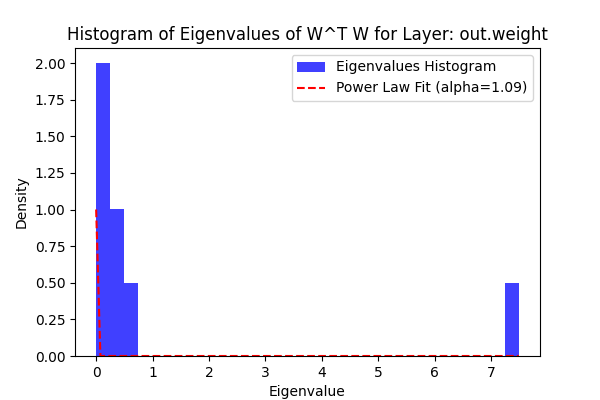 Histogram of Eigenvalues of W^T W for Layer: out.weight
Eigenvalues Histogram
Power Law Fit (alpha=1.09)
2.00
1.75
1.50
1.25
1.00
0.75
0.50
0.25
0.00
Density
0 1 2 3 4 5 6 7
Eigenvalue